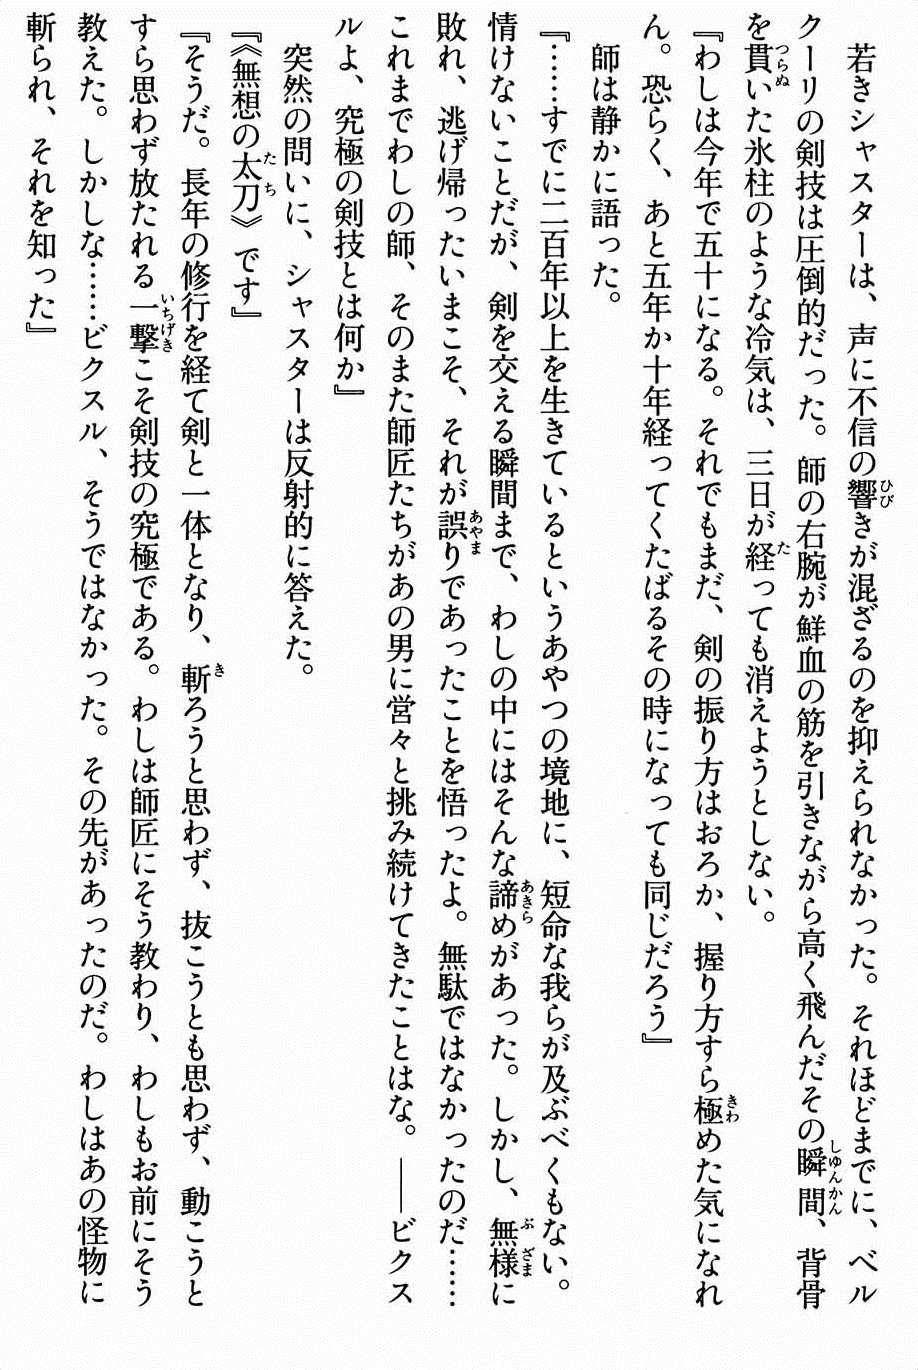 若きシャスターは、声に不信の響きが混ざるのを抑えられなかった。それほどまでに、ベル
クーリの剣技は圧倒的だった。師の右腕が鮮血の筋を引きながら高く飛んだその瞬間、背骨
を貫いた氷柱のような冷気は、三日が経っても消えようとしない。
『わしは今年で五十になる。それでもまだ、剣の振り方はおろか、握り方すら極めた気になれ
ん。恐らく、あと五年か十年経ってくたばるその時になっても同じだろう』
師は静かに語った。
『……すでに二百年以上を生きているというあやつの境地に、短命な我らが及ぶべくもない。
情けないことだが、剣を交える瞬間まで、わしの中にはそんな諦めがあった。しかし、無様に
敗れ、逃げ帰ったいまこそ、それが誤りであったことを悟ったよ。無駄ではなかったのだ……
これまでわしの師、そのまた師匠たちがあの男に営々と挑み続けてきたことはな。――ビクス
ルよ、究極の剣技とは何か』
突然の問いに、シャスターは反射的に答えた。
『《無想の太刀》です』
『そうだ。長年の修行を経て剣と一体となり、斬ろうと思わず、抜こうとも思わず、動こうと
すら思わず放たれる一撃こそ剣技の究極である。わしは師匠にそう教わり、わしもお前にそう
教えた。しかしな……ビクスル、そうではなかった。その先があったのだ。わしはあの怪物に
斬られ、それを知った』